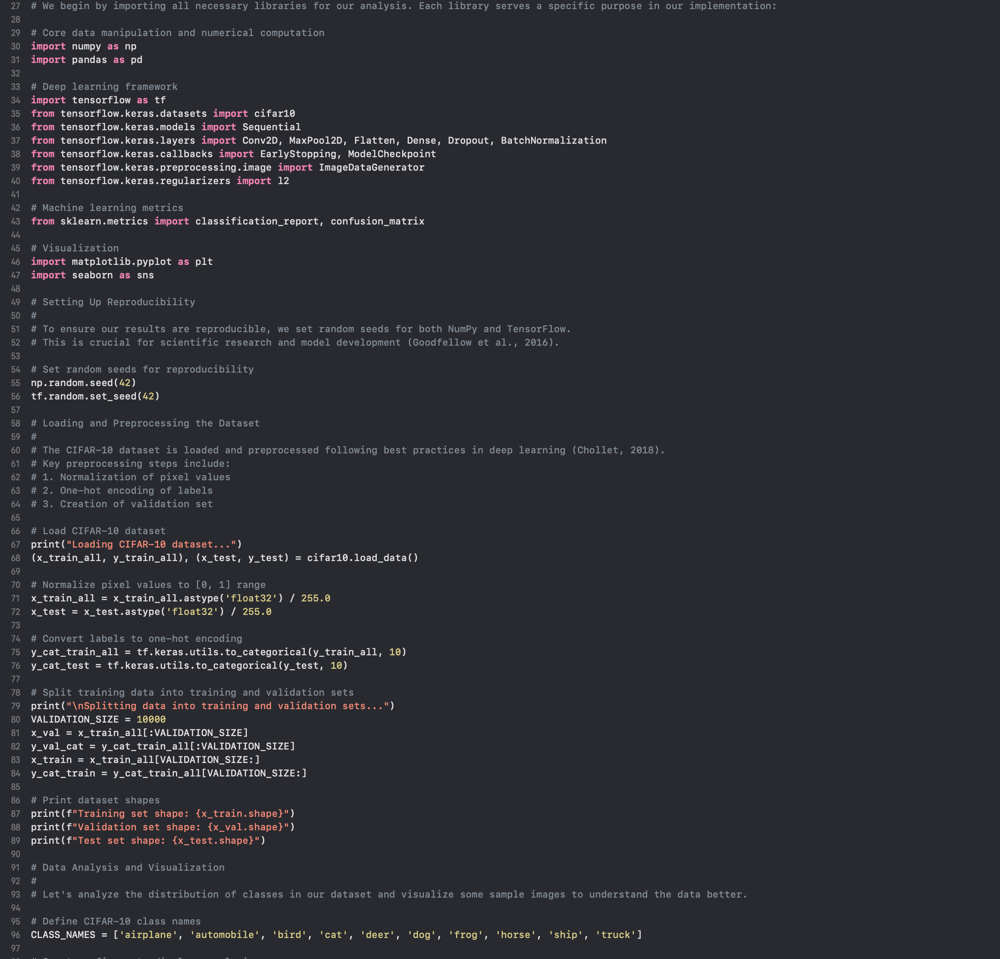 27 # We begin by importing all necessary libraries for our analysis. Each library serves a specific purpose in our implementation:
28
29 # Core data manipulation and numerical computation
30 import numpy as np
31 import pandas as pd
32
33 # Deep learning framework
34 import tensorflow as tf
35 from tensorflow.keras.datasets import cifar10
36 from tensorflow.keras.models import Sequential
37 from tensorflow.keras.layers import Conv2D, MaxPool2D, Flatten, Dense, Dropout, BatchNormalization
38 from tensorflow.keras.callbacks import EarlyStopping, ModelCheckpoint
39 from tensorflow.keras.preprocessing.image import ImageDataGenerator
40 from tensorflow.keras.regularizers import l2
41
42 # Machine learning metrics
43 from sklearn.metrics import classification_report, confusion_matrix
44
45 # Visualization
46 import matplotlib.pyplot as plt
47 import seaborn as sns
48
49 # Setting Up Reproducibility
50 #
51 # To ensure our results are reproducible, we set random seeds for both NumPy and TensorFlow.
52 # This is crucial for scientific research and model development (Goodfellow et al., 2016).
53
54 # Set random seeds for reproducibility
55 np.random.seed(42)
56 tf.random.set_seed(42)
57
58 # Loading and Preprocessing the Dataset
59 #
60 # The CIFAR-10 dataset is loaded and preprocessed following best practices in deep learning (Chollet, 2018).
61 # Key preprocessing steps include:
62 # 1. Normalization of pixel values
63 # 2. One-hot encoding of labels
64 # 3. Creation of validation set
65
66 # Load CIFAR-10 dataset
67 print("Loading CIFAR-10 dataset...")
68 (x_train_all, y_train_all), (x_test, y_test) = cifar10.load_data()
69
70 # Normalize pixel values to [0, 1] range
71 x_train_all = x_train_all.astype('float32') / 255.0
72 x_test = x_test.astype('float32') / 255.0
73
74 # Convert labels to one-hot encoding
75 y_cat_train_all = tf.keras.utils.to_categorical(y_train_all, 10)
76 y_cat_test = tf.keras.utils.to_categorical(y_test, 10)
77
78 # Split training data into training and validation sets
79 print("\nSplitting data into training and validation sets...")
80 VALIDATION_SIZE = 10000
81 x_val = x_train_all[:VALIDATION_SIZE]
82 y_val_cat = y_cat_train_all[:VALIDATION_SIZE]
83 x_train = x_train_all[VALIDATION_SIZE:]
84 y_cat_train = y_cat_train_all[VALIDATION_SIZE:]
85
86 # Print dataset shapes
87 print(f"Training set shape: {x_train.shape}")
88 print(f"Validation set shape: {x_val.shape}")
89 print(f"Test set shape: {x_test.shape}")
90
91 # Data Analysis and Visualization
92 #
93 # Let's analyze the distribution of classes in our dataset and visualize some sample images to understand the data better.
94
95 # Define CIFAR-10 class names
96 CLASS_NAMES = ['airplane', 'automobile', 'bird', 'cat', 'deer', 'dog', 'frog', 'horse', 'ship', 'truck']
97